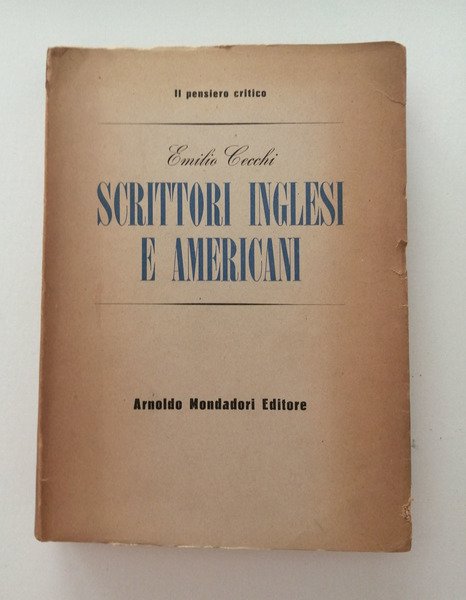 Il pensiero critico
Emilio Cecchi
SCRITTORI INGLESI
E AMERICANI
Arnoldo Mondadori Editore